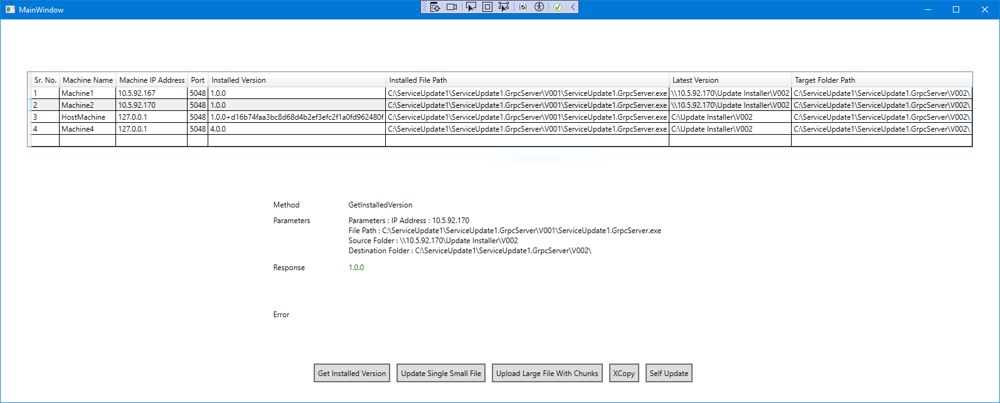 MainWindow
Sr. No. Machine Name Machine IP Address Port Installed Version Installed File Path Latest Version Target Folder Path
1 Machine1 10.5.92.167 5048 1.0.0 C:\ServiceUpdate1\ServiceUpdate1.GrpcServer\V001\ServiceUpdate1.GrpcServer.exe \\10.5.92.170\Update Installer\V002 C:\ServiceUpdate1\ServiceUpdate1.GrpcServer\V002\
2 Machine2 10.5.92.170 5048 1.0.0 C:\ServiceUpdate1\ServiceUpdate1.GrpcServer\V001\ServiceUpdate1.GrpcServer.exe \\10.5.92.170\Update Installer\V002 C:\ServiceUpdate1\ServiceUpdate1.GrpcServer\V002\
3 HostMachine 127.0.0.1 5048 1.0.0+d16b74faa3bc8d68d4b2ef3efc2f1a0fd962480f C:\ServiceUpdate1\ServiceUpdate1.GrpcServer\V001\ServiceUpdate1.GrpcServer.exe C:\Update Installer\V002 C:\ServiceUpdate1\ServiceUpdate1.GrpcServer\V002\
4 Machine4 127.0.0.1 5048 4.0.0 C:\ServiceUpdate1\ServiceUpdate1.GrpcServer\V001\ServiceUpdate1.GrpcServer.exe C:\Update Installer\V002 C:\ServiceUpdate1\ServiceUpdate1.GrpcServer\V002\
Window Snip
Method GetInstalledVersion
Parameters Parameters : IP Address : 10.5.92.170
File Path : C:\ServiceUpdate1\ServiceUpdate1.GrpcServer\V001\ServiceUpdate1.GrpcServer.exe
Source Folder : \\10.5.92.170\Update Installer\V002
Destination Folder : C:\ServiceUpdate1\ServiceUpdate1.GrpcServer\V002\
Response 1.0.0
Error
Get Installed Version Update Single Small File Upload Large File With Chunks XCopy Self Update